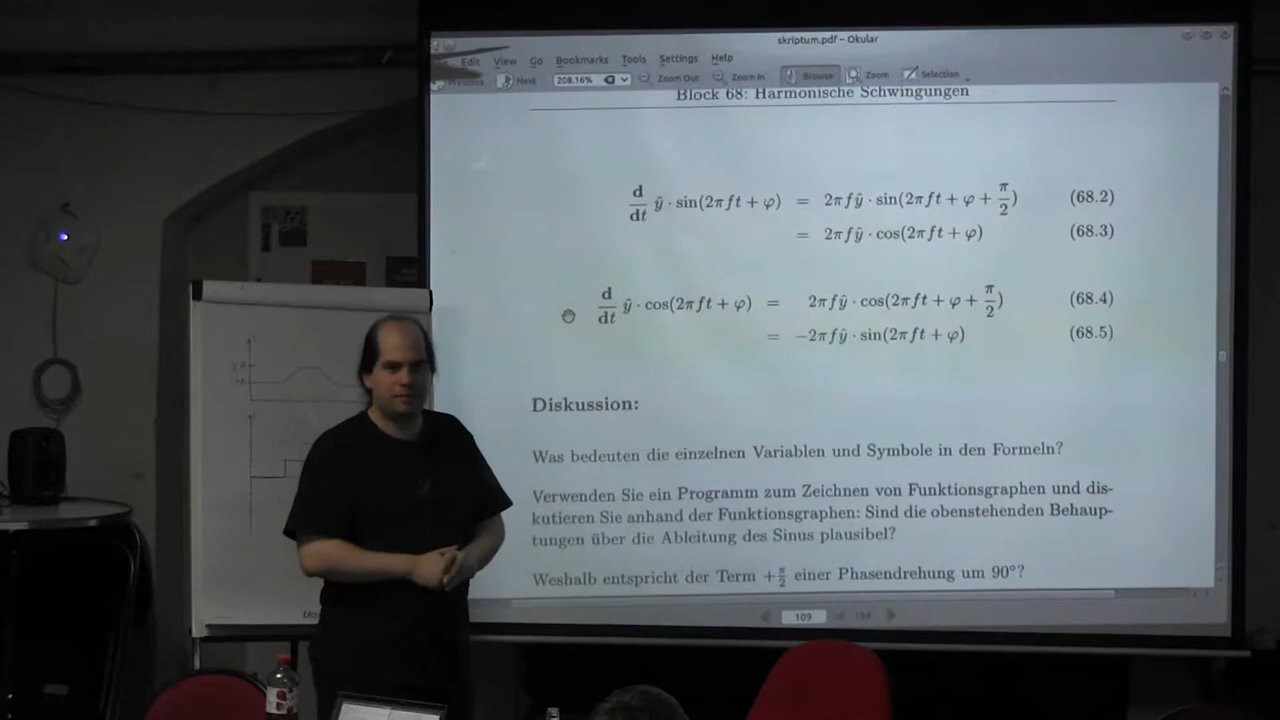 skriptum.pdf – Okular
Edit View Go Bookmarks Tools Settings Help
Previous Next 208.16% Zoom Out Zoom In Browse Zoom Selection
Block 68: Harmonische Schwingungen
d/dt ŷ · sin(2πft + φ) = 2πfŷ · sin(2πft + φ + π/2) (68.2)
= 2πfŷ · cos(2πft + φ) (68.3)
d/dt ŷ · cos(2πft + φ) = 2πfŷ · cos(2πft + φ + π/2) (68.4)
= −2πfŷ · sin(2πft + φ) (68.5)
Diskussion:
Was bedeuten die einzelnen Variablen und Symbole in den Formeln?
Verwenden Sie ein Programm zum Zeichnen von Funktionsgraphen und dis-
kutieren Sie anhand der Funktionsgraphen: Sind die obenstehenden Behaup-
tungen über die Ableitung des Sinus plausibel?
Weshalb entspricht der Term +π/2 einer Phasendrehung um 90°?
109